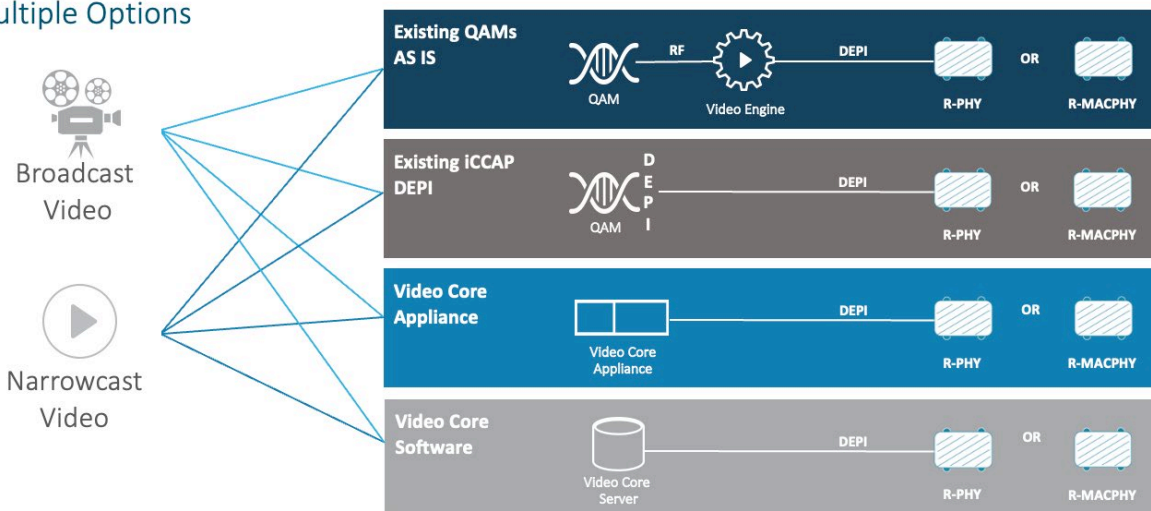 ultiple Options
Broadcast
Video
Narrowcast
Video
Existing QAMs
AS IS
QAM
RF
Video Engine
DEPI
R-PHY
OR
R-MACPHY
Existing iCCAP
DEPI
QAM
D
E
P
I
DEPI
R-PHY
OR
R-MACPHY
Video Core
Appliance
Video Core
Appliance
DEPI
R-PHY
OR
R-MACPHY
Video Core
Software
Video Core
Server
DEPI
R-PHY
OR
R-MACPHY